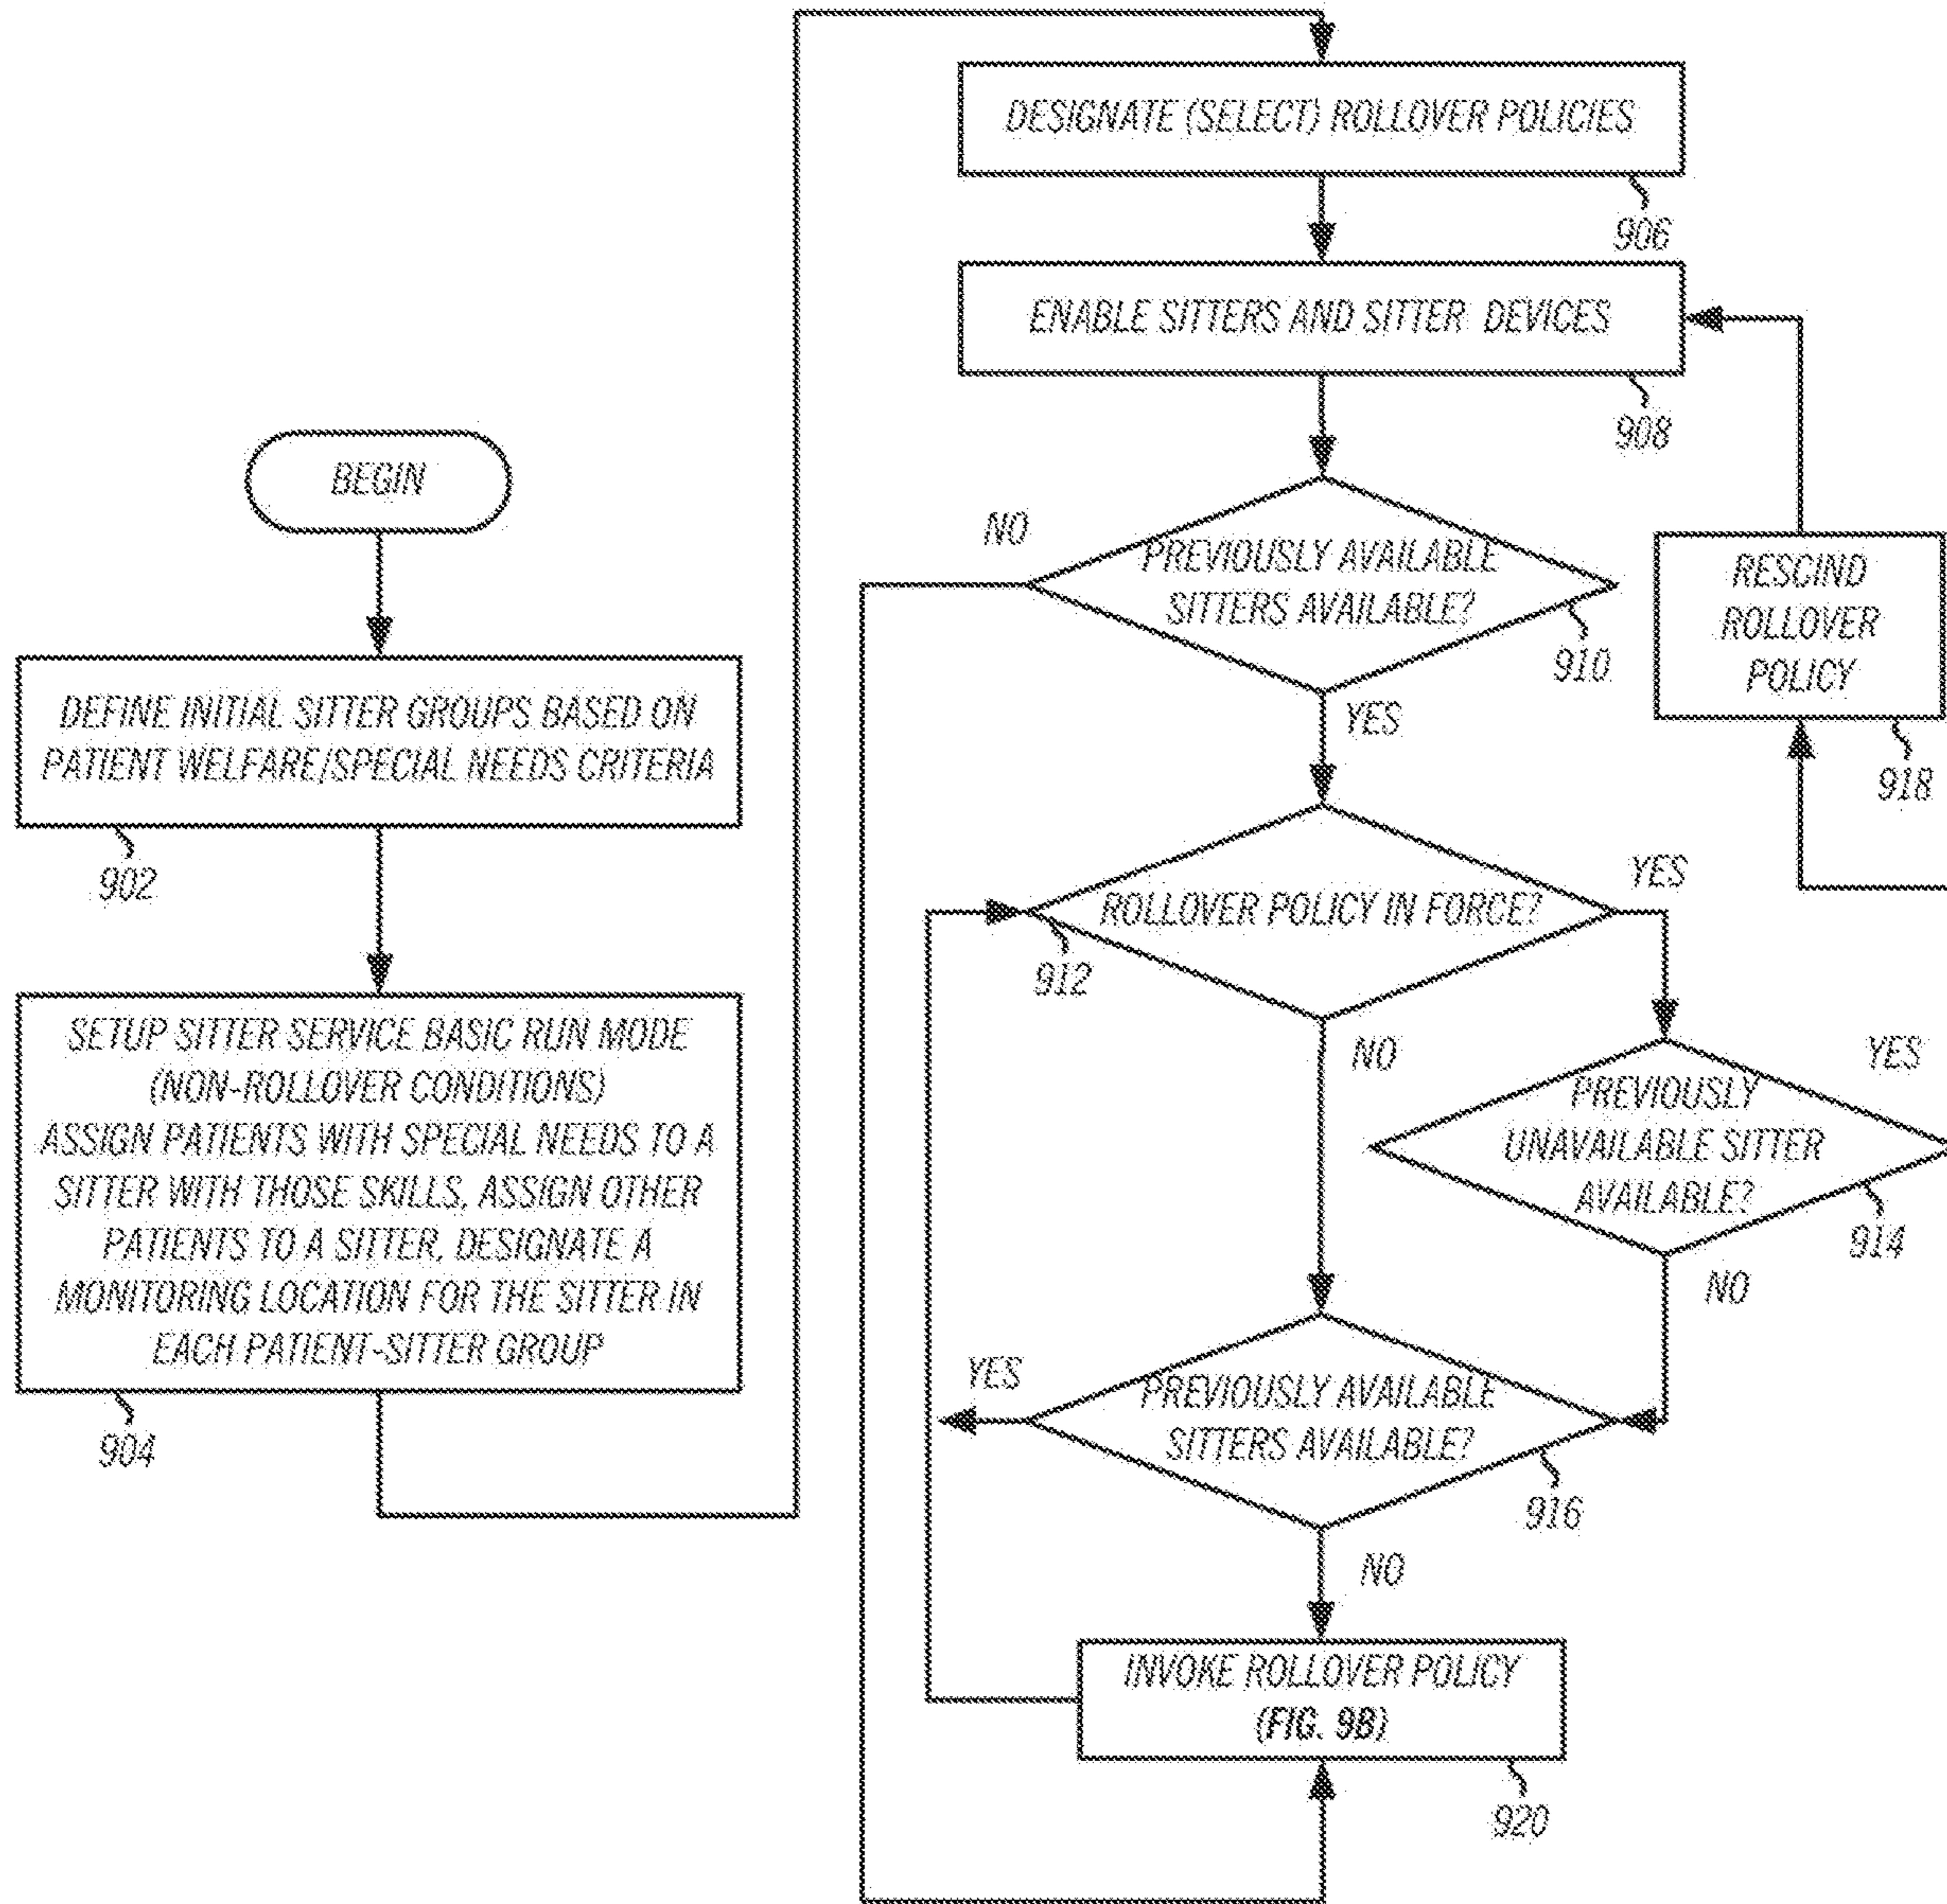 BEGIN
DEFINE INITIAL SITTER GROUPS BASED ON
PATIENT WELFARE/SPECIAL NEEDS CRITERIA
902
SETUP SITTER SERVICE BASIC RUN MODE
(NON-ROLLOVER CONDITIONS)
ASSIGN PATIENTS WITH SPECIAL NEEDS TO A
SITTER WITH THOSE SKILLS, ASSIGN OTHER
PATIENTS TO A SITTER, DESIGNATE A
MONITORING LOCATION FOR THE SITTER IN
EACH PATIENT-SITTER GROUP
904
DESIGNATE (SELECT) ROLLOVER POLICIES
906
ENABLE SITTERS AND SITTER DEVICES
908
NO
PREVIOUSLY AVAILABLE
SITTERS AVAILABLE?
910
YES
RESCIND
ROLLOVER
POLICY
918
ROLLOVER POLICY IN FORCE?
YES
912
NO
YES
PREVIOUSLY
UNAVAILABLE SITTER
AVAILABLE?
914
NO
YES
PREVIOUSLY AVAILABLE
SITTERS AVAILABLE?
916
NO
INVOKE ROLLOVER POLICY
(FIG. 9B)
920